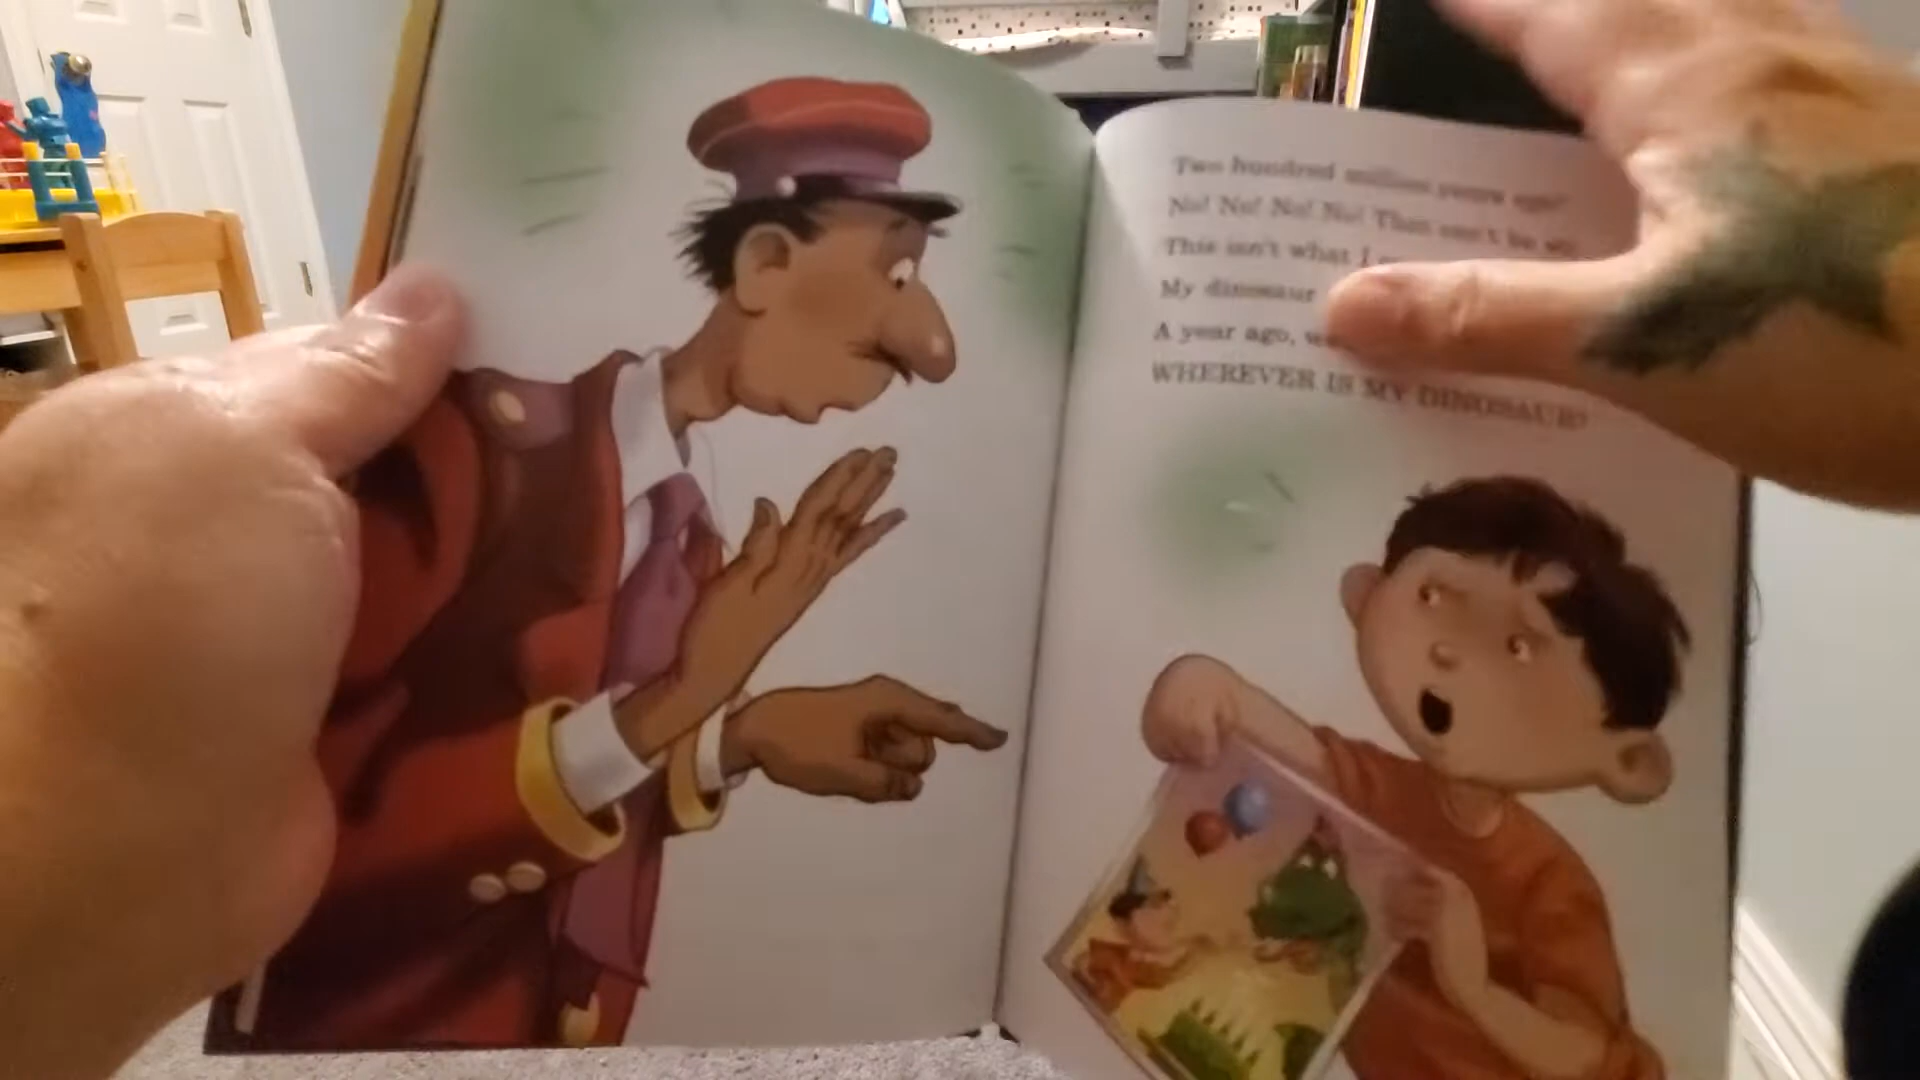 Two hundred million years ago?
No! No! No! No! That can't be so!
This isn't what I
My dinosaur
A year ago,
WHEREVER IS MY DINOSAUR?